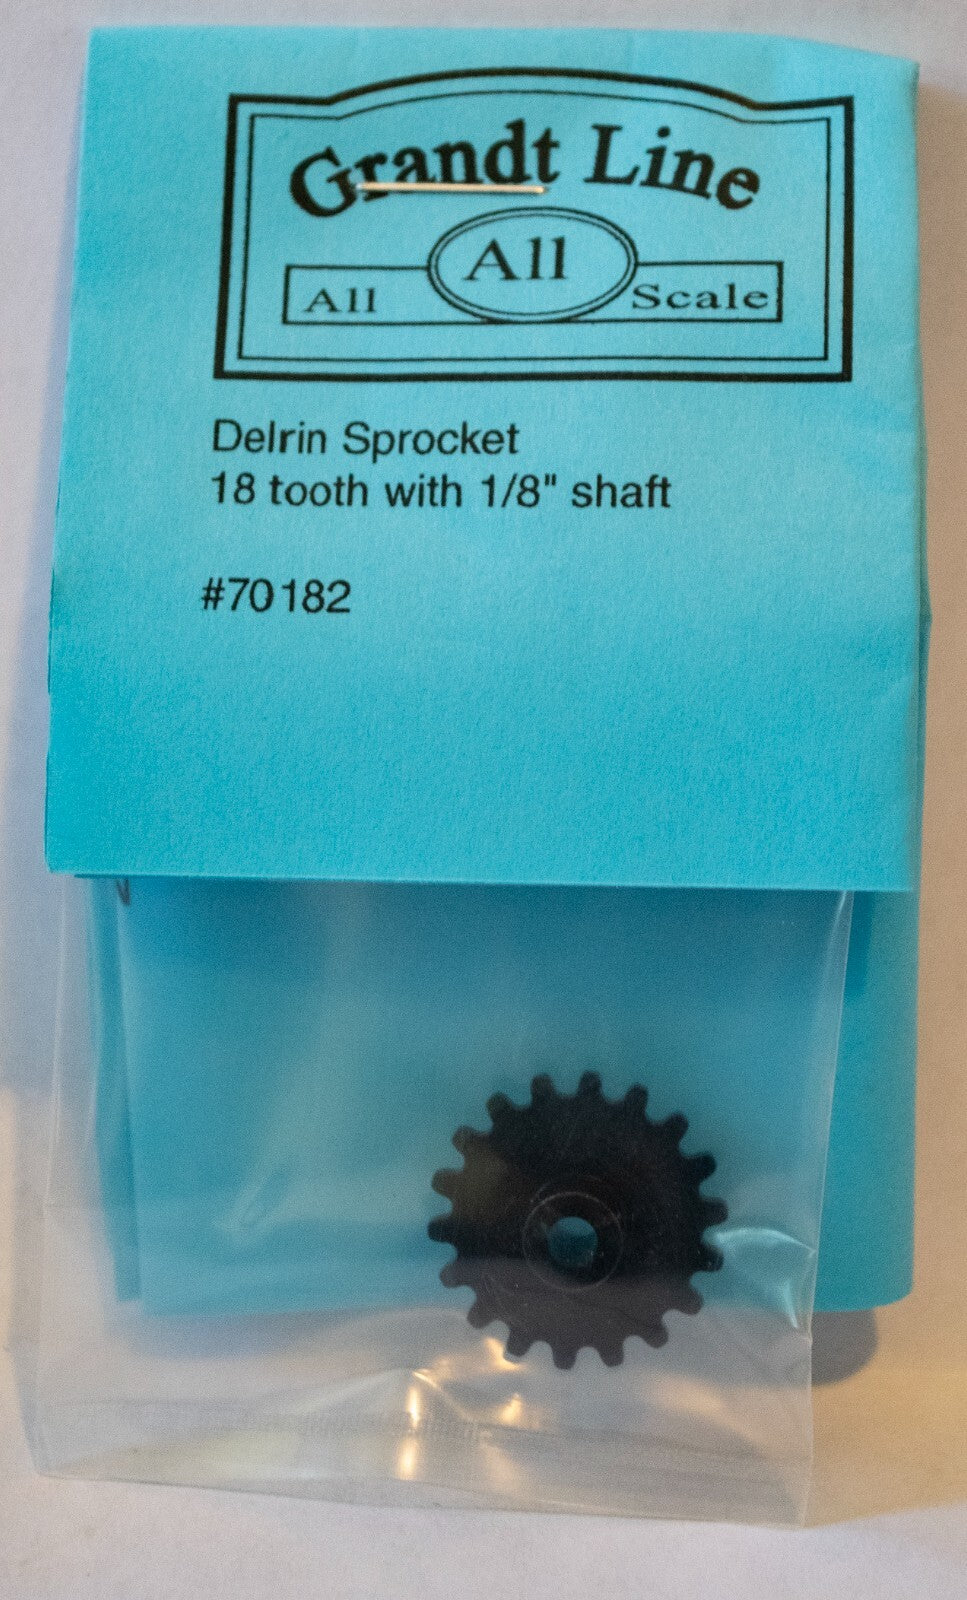 Grandt Line
All All Scale
Delrin Sprocket
18 tooth with 1/8" shaft
#70182